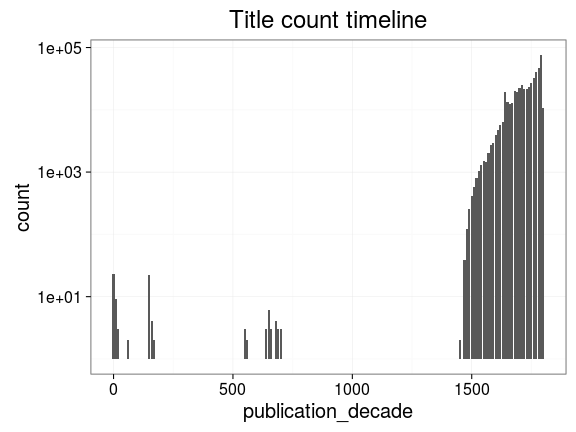 Title count timeline
1e+05
1e+03
1e+01
count
0 500 1000 1500
publication_decade